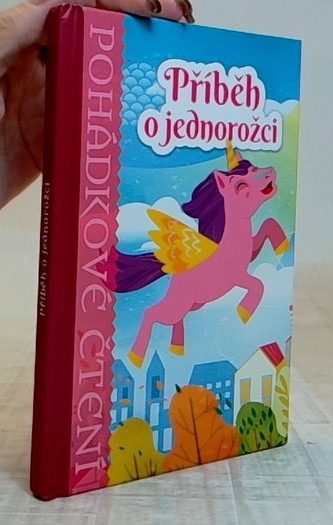 Příběh
o jednorožci
POHÁDKOVÉ ČTENÍ
Příběh o jednorožci